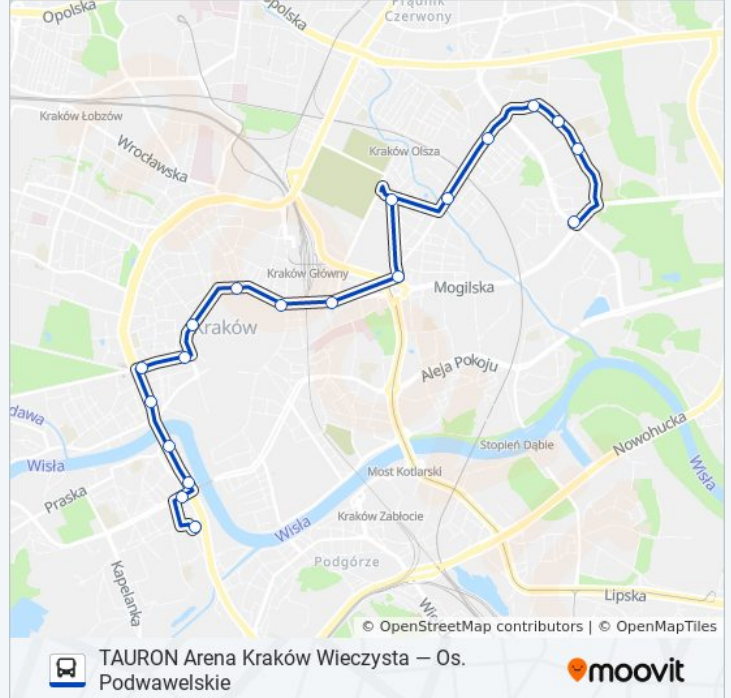 Prądnik
Czerwony
Opolska
Opolska
Kraków Łobzów
Wrocławska
Kraków Olsza
Kraków Główny
Mogilska
Kraków
Aleja Pokoju
dawa
Wisła
Stopień Dąbie
Nowohucka
Wisła
Most Kotlarski
Praska
Kraków Zabłocie
Wisła
Podgórze
Kapelanka
Lipska
© OpenStreetMap contributors | © OpenMapTiles
TAURON Arena Kraków Wieczysta — Os.
Podwawelskie
moovit